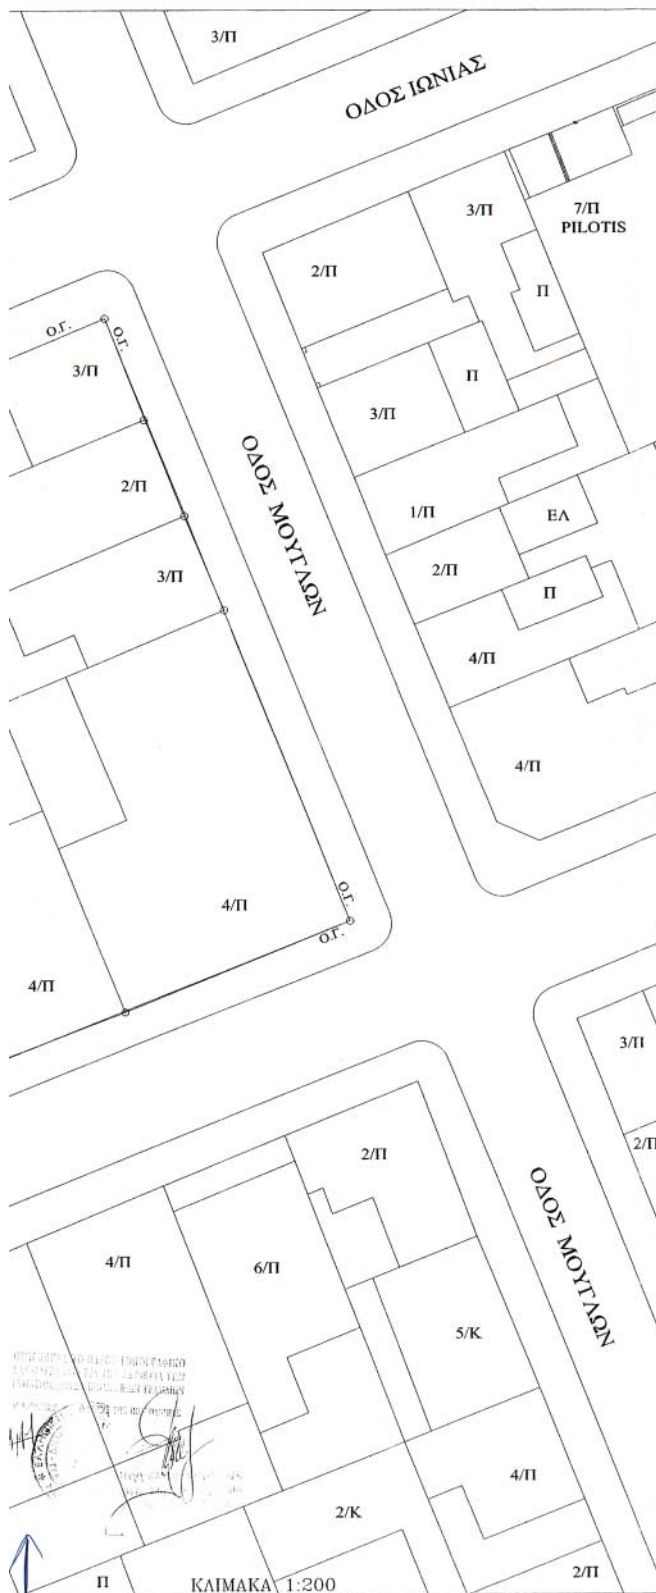 3/Π
ΟΔΟΣ ΙΩΝΙΑΣ
3/Π
7/Π
PILOTIS
2/Π
Π
Ο.Γ.
Ο.Γ.
3/Π
Π
3/Π
ΟΔΟΣ ΜΟΥΓΛΩΝ
2/Π
1/Π
ΕΛ
3/Π
2/Π
Π
4/Π
4/Π
Ο.Γ.
4/Π
Ο.Γ.
4/Π
3/Π
2/Π
2/Π
ΟΔΟΣ ΜΟΥΓΛΩΝ
4/Π
6/Π
5/Κ
4/Π
2/Κ
2/Π
Π
ΚΛΙΜΑΚΑ 1:200